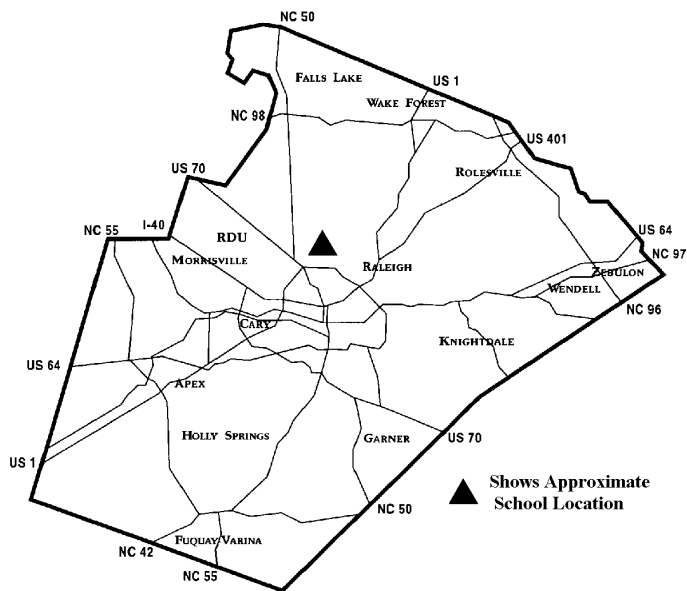 NC 50
FALLS LAKE
US 1
WAKE FOREST
NC 98
US 401
US 70
ROLESVILLE
NC 55
I-40
RDU
US 64
NC 97
MORRISVILLE
RALEIGH
ZEBULON
WENDELL
NC 96
CARY
KNIGHTDALE
US 64
APEX
HOLLY SPRINGS
GARNER
US 70
US 1
Shows Approximate
School Location
NC 50
FUQUAY-VARINA
NC 42
NC 55